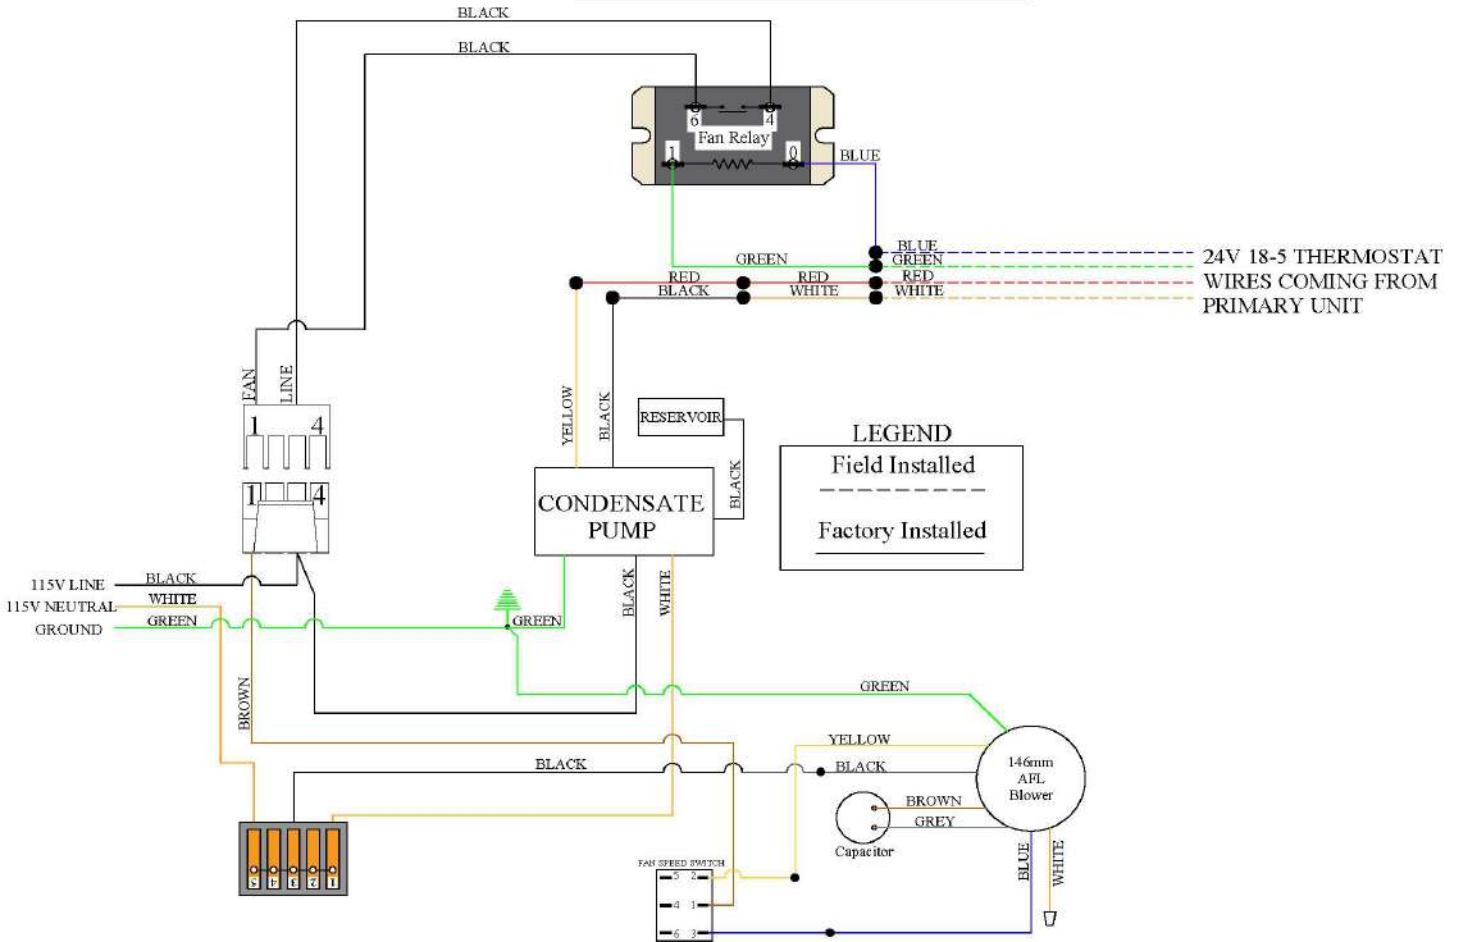 BLACK
BLACK
6
4
Fan Relay
1
0
BLUE
BLUE
GREEN
GREEN
RED
RED
RED
BLACK
WHITE
WHITE
24V 18-5 THERMOSTAT
WIRES COMING FROM
PRIMARY UNIT
FAN
LINE
1 4
1 4
YELLOW
BLACK
RESERVOIR
BLACK
CONDENSATE
PUMP
LEGEND
Field Installed
Factory Installed
115V LINE
BLACK
115V NEUTRAL
WHITE
GROUND
GREEN
GREEN
BLACK
WHITE
BROWN
GREEN
YELLOW
BLACK
BLACK
146mm
AFL
Blower
BROWN
GREY
Capacitor
BLUE
WHITE
5 4 3 2 1
FAN SPEED SWITCH
5 2
4 1
6 3